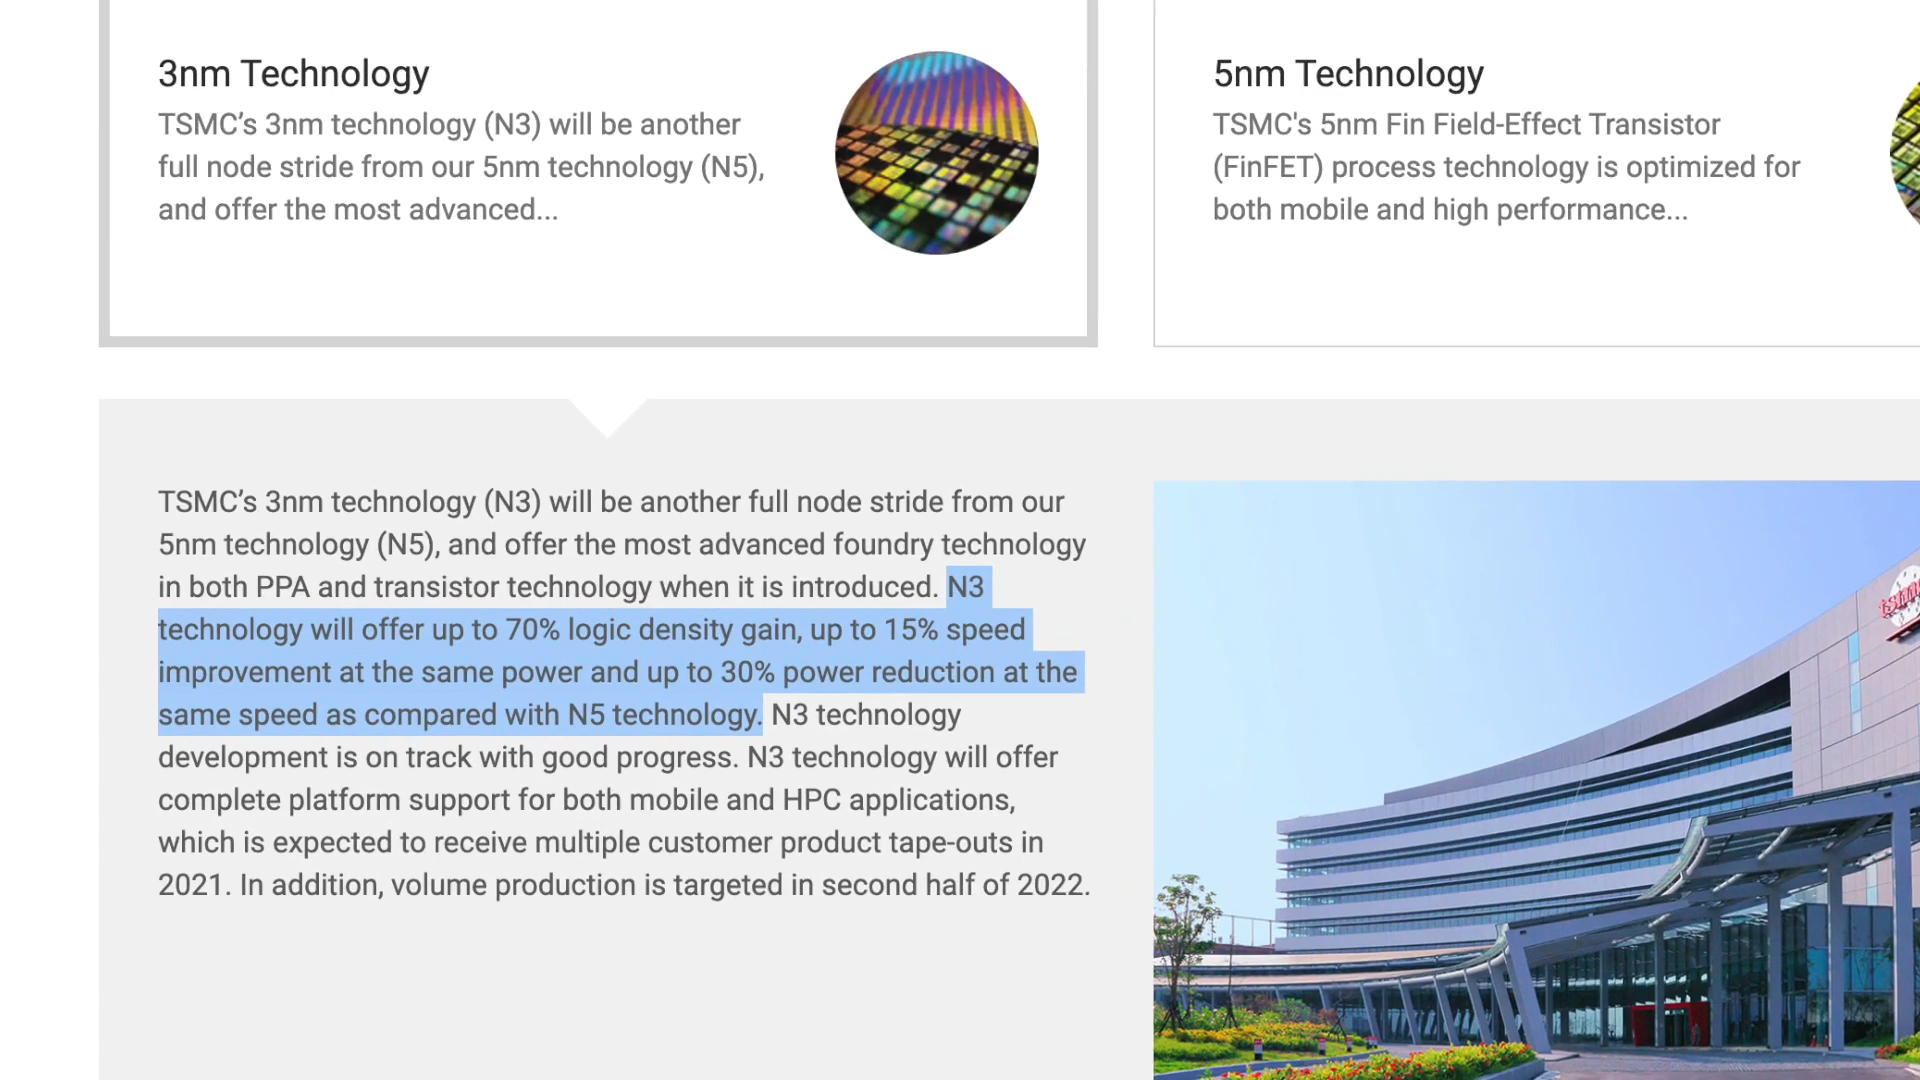 3nm Technology
TSMC’s 3nm technology (N3) will be another
full node stride from our 5nm technology (N5),
and offer the most advanced...
5nm Technology
TSMC's 5nm Fin Field-Effect Transistor
(FinFET) process technology is optimized for
both mobile and high performance...
TSMC’s 3nm technology (N3) will be another full node stride from our
5nm technology (N5), and offer the most advanced foundry technology
in both PPA and transistor technology when it is introduced. N3
technology will offer up to 70% logic density gain, up to 15% speed
improvement at the same power and up to 30% power reduction at the
same speed as compared with N5 technology. N3 technology
development is on track with good progress. N3 technology will offer
complete platform support for both mobile and HPC applications,
which is expected to receive multiple customer product tape-outs in
2021. In addition, volume production is targeted in second half of 2022.